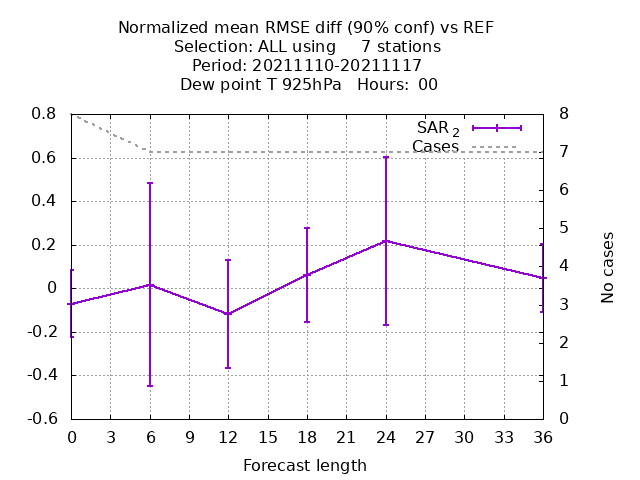 Normalized mean RMSE diff (90% conf) vs REF
Selection: ALL using     7 stations
Period: 20211110-20211117
Dew point T 925hPa   Hours:  00
0.8 8
SAR 2
Cases
0.6 7
6
0.4
5
0.2
4
0
3
-0.2
2
-0.4
1
-0.6 0
No cases
0 3 6 9 12 15 18 21 24 27 30 33 36
Forecast length